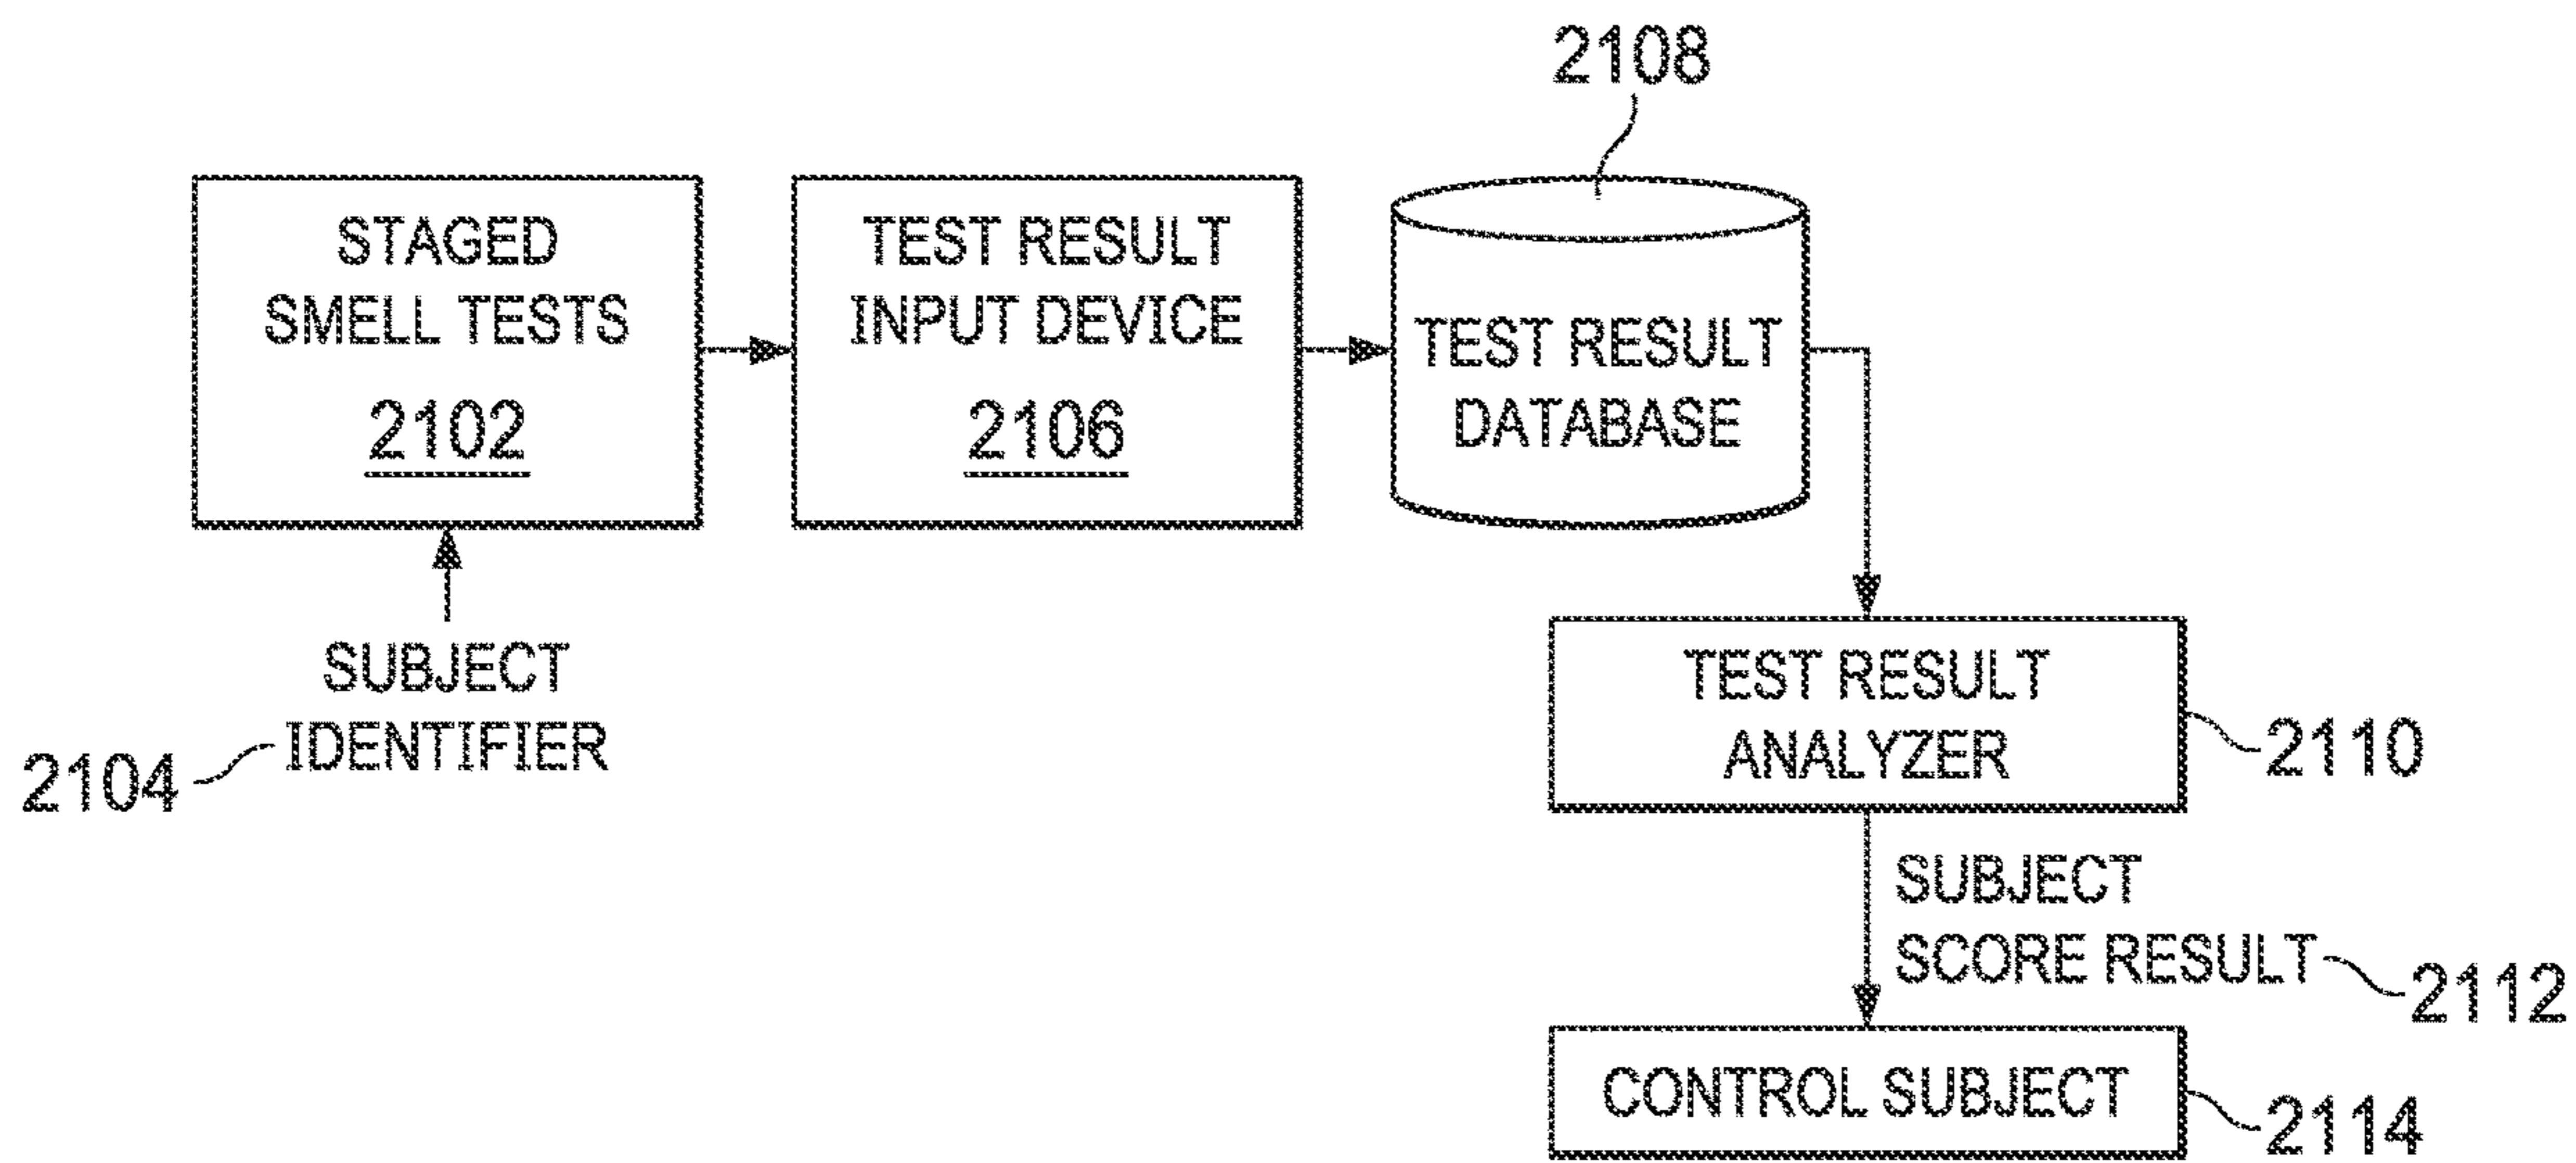 2108
STAGED
SMELL TESTS
2102
TEST RESULT
INPUT DEVICE
2106
TEST RESULT
DATABASE
SUBJECT
IDENTIFIER
2104
TEST RESULT
ANALYZER
2110
SUBJECT
SCORE RESULT
2112
CONTROL SUBJECT
2114